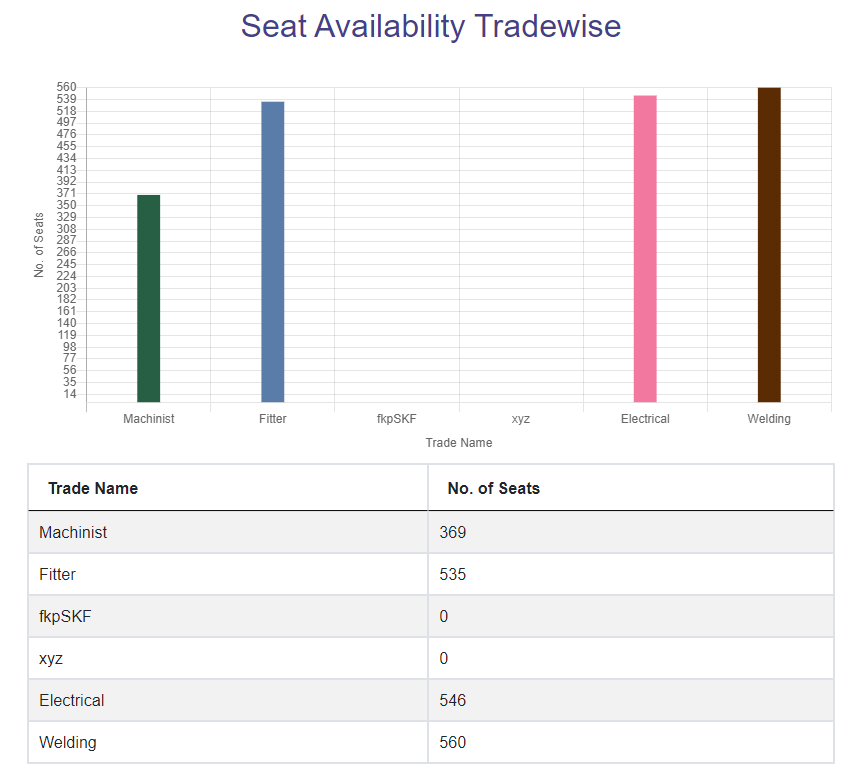 Seat Availability Tradewise
560
539
518
497
476
455
434
413
392
371
350
329
308
287
266
245
224
203
182
161
140
119
98
77
56
35
14
No. of Seats
Machinist Fitter fkpSKF xyz Electrical Welding
Trade Name
Trade Name No. of Seats
Machinist 369
Fitter 535
fkpSKF 0
xyz 0
Electrical 546
Welding 560